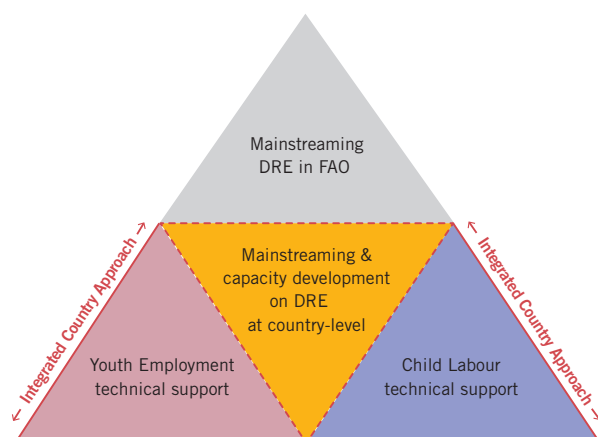 Mainstreaming
DRE in FAO
← Integrated Country Approach →
← Integrated Country Approach →
Mainstreaming &
capacity development
on DRE
at country-level
Youth Employment
technical support
Child Labour
technical support